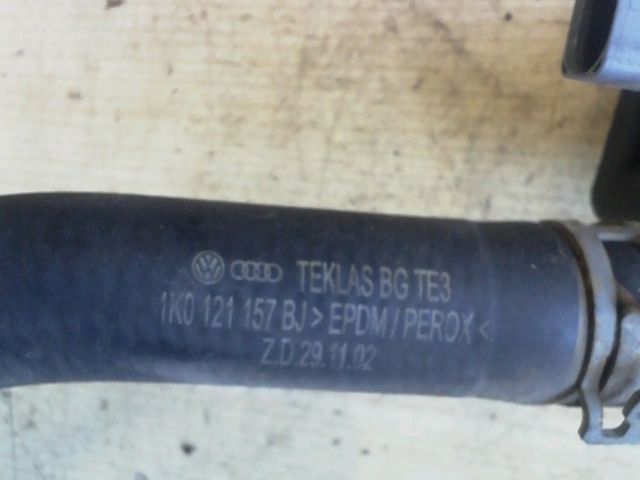 TEKLAS BG TE3
1K0 121 157 BJ > EPDM / PEROX <
Z.D.29.11.02